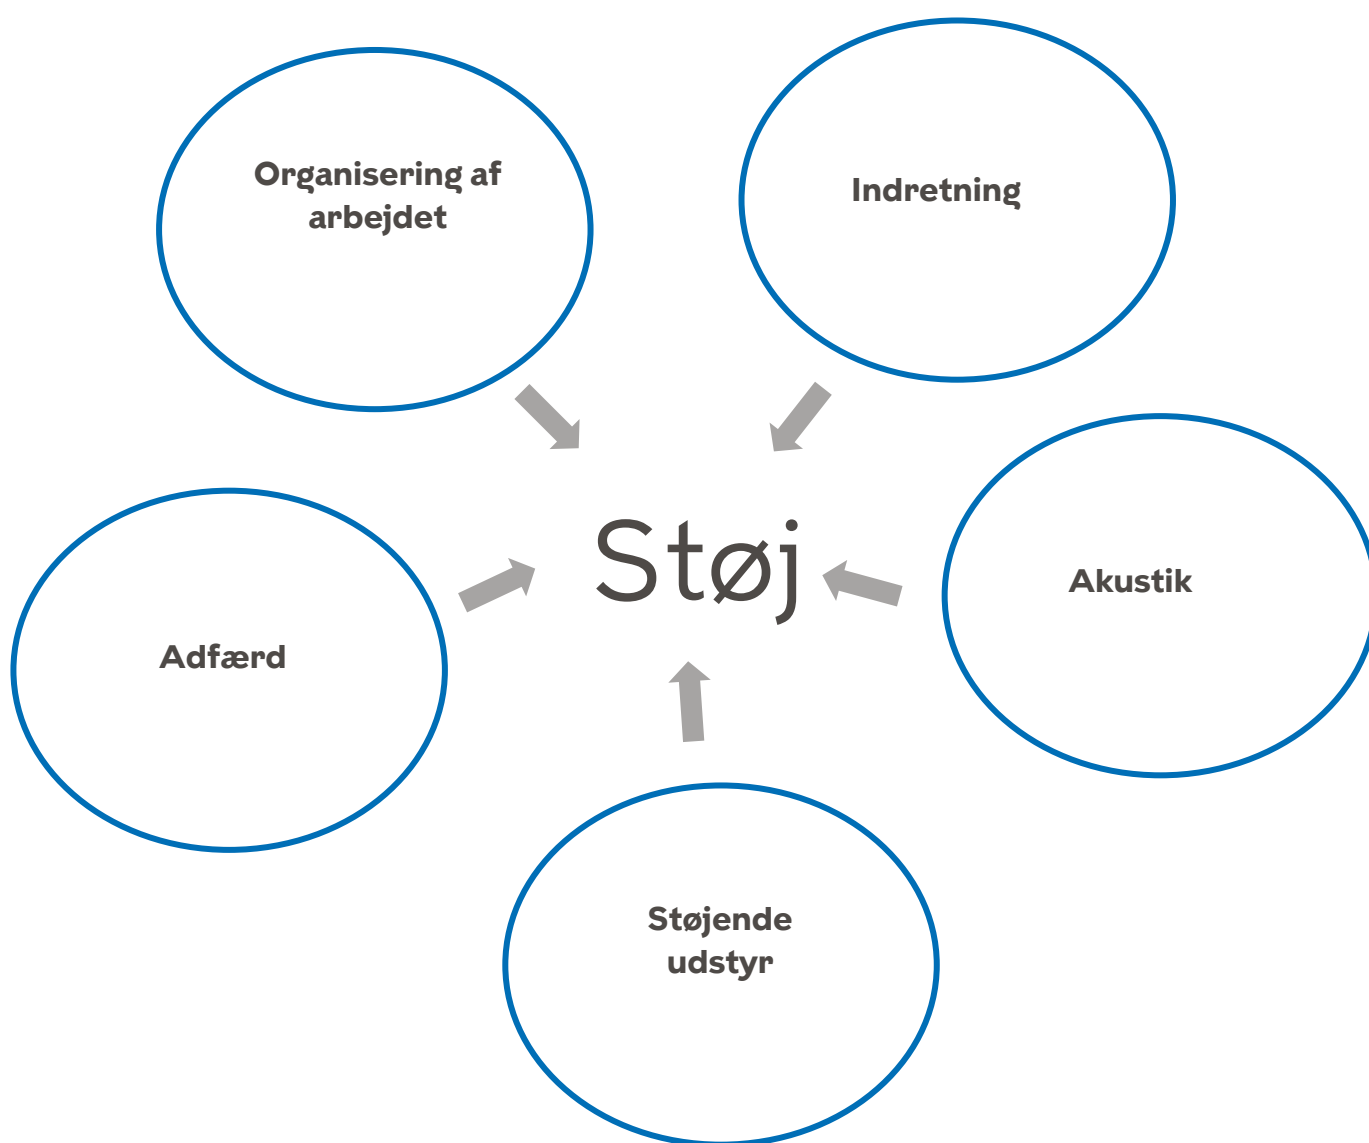 Organisering af
arbejdet
Indretning
Støj
Akustik
Adfærd
Støjende
udstyr